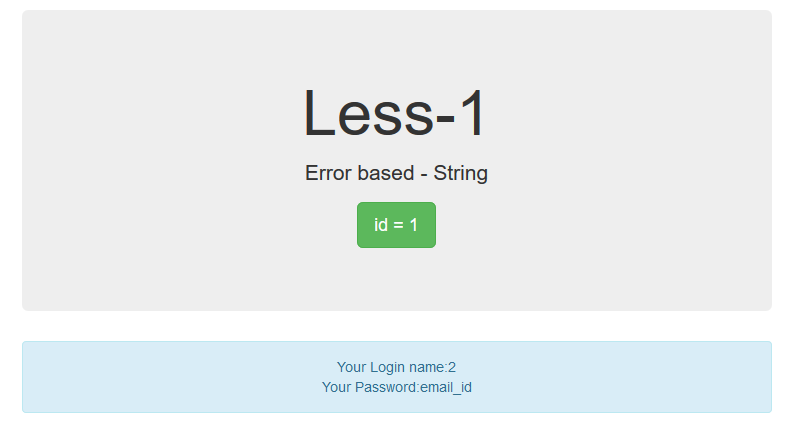 Less-1
Error based - String
id = 1
Your Login name:2
Your Password:email_id